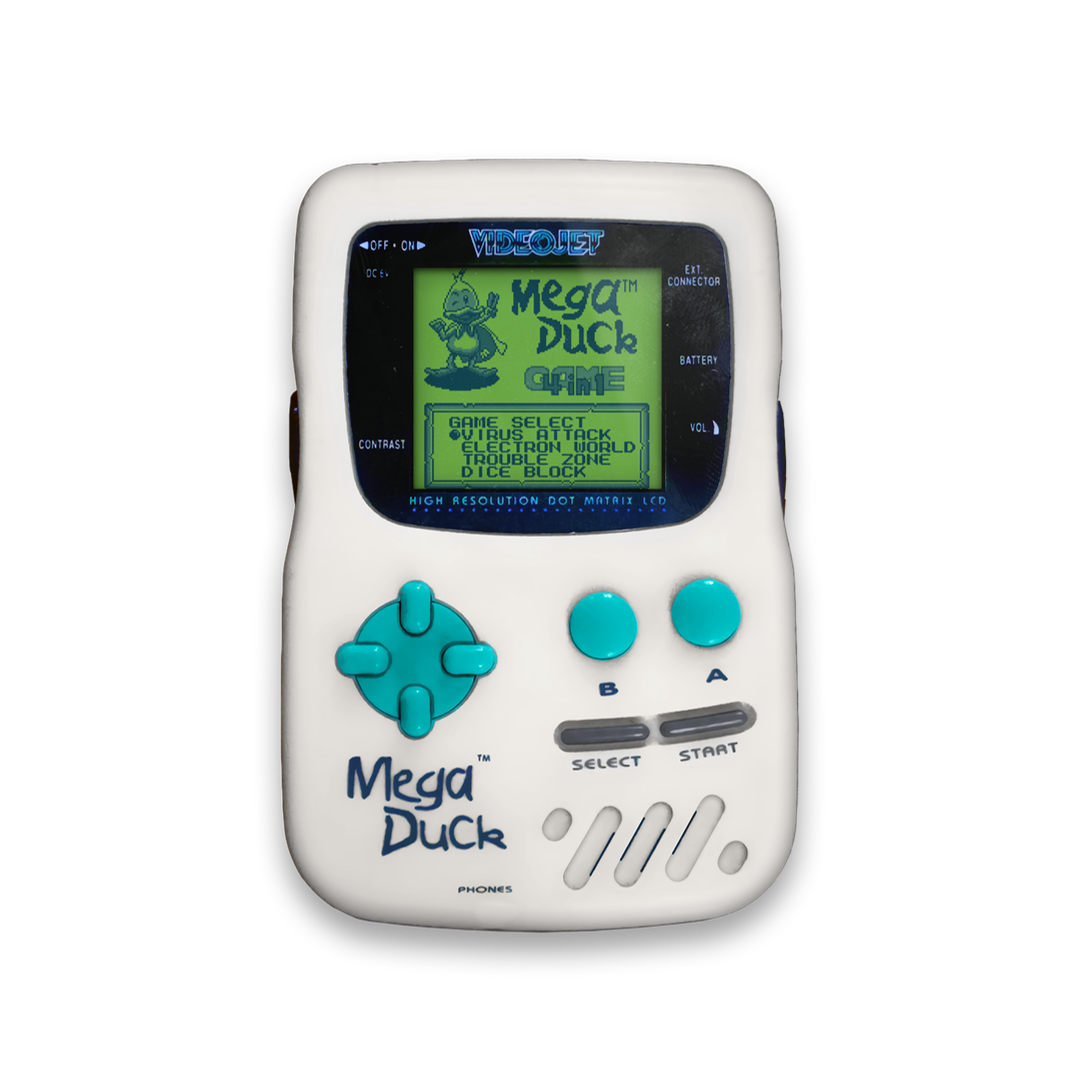 ◀OFF • ON▶
VIDEOJET
DC 6v
EXT.
CONNECTOR
Mega™
Duck
4in1
GAME
BATTERY
VOL.
CONTRAST
GAME SELECT
VIRUS ATTACK
ELECTRON WORLD
TROUBLE ZONE
DICE BLOCK
HIGH RESOLUTION DOT MATRIX LCD
B
A
SELECT
START
Mega™
Duck
PHONES